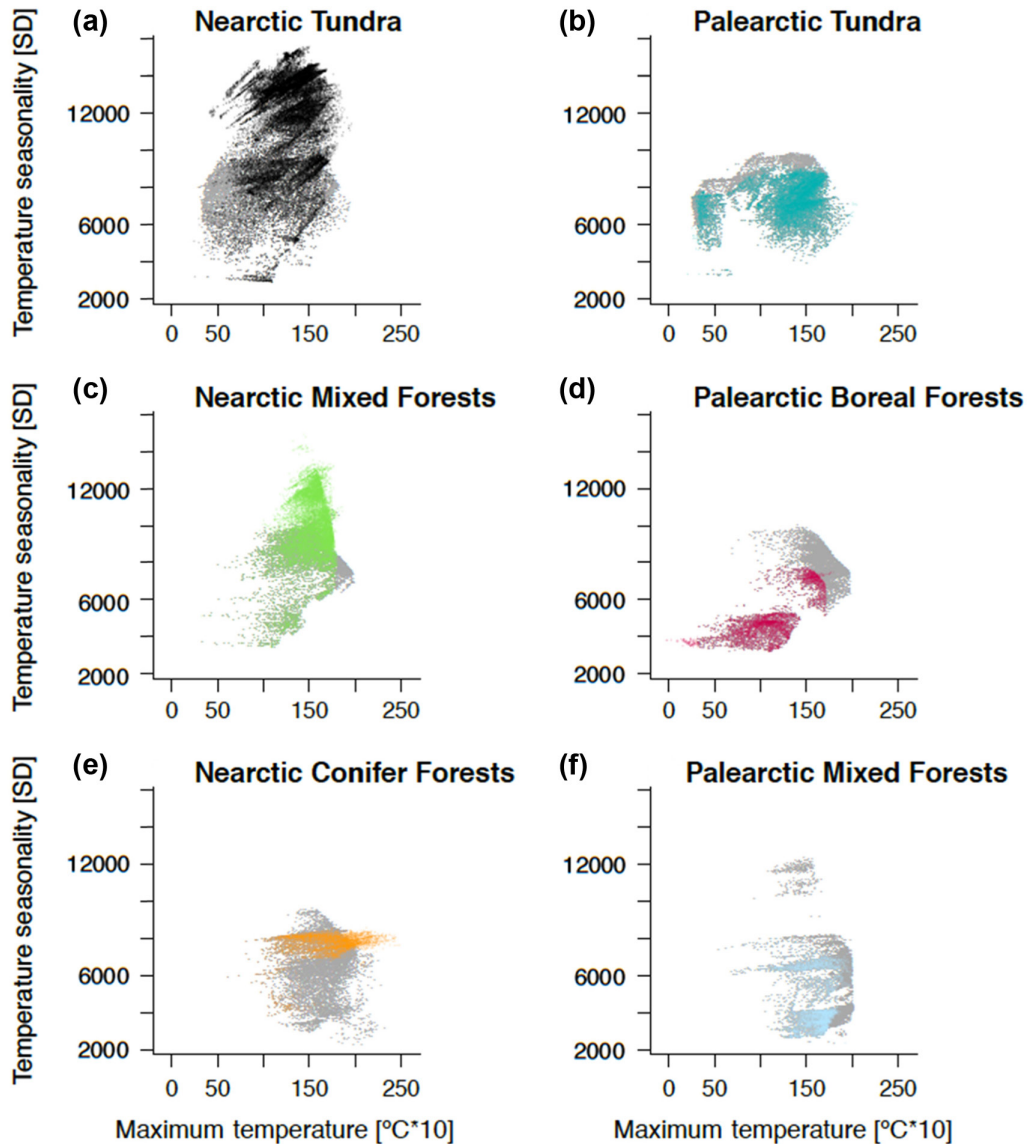 (a) Nearctic Tundra
(b) Palearctic Tundra
Temperature seasonality [SD]
12000
6000
2000
0 50 150 250
12000
6000
2000
0 50 150 250
(c) Nearctic Mixed Forests
(d) Palearctic Boreal Forests
Temperature seasonality [SD]
12000
6000
2000
0 50 150 250
12000
6000
2000
0 50 150 250
(e) Nearctic Conifer Forests
(f) Palearctic Mixed Forests
Temperature seasonality [SD]
12000
6000
2000
0 50 150 250
Maximum temperature [ºC*10]
12000
6000
2000
0 50 150 250
Maximum temperature [ºC*10]